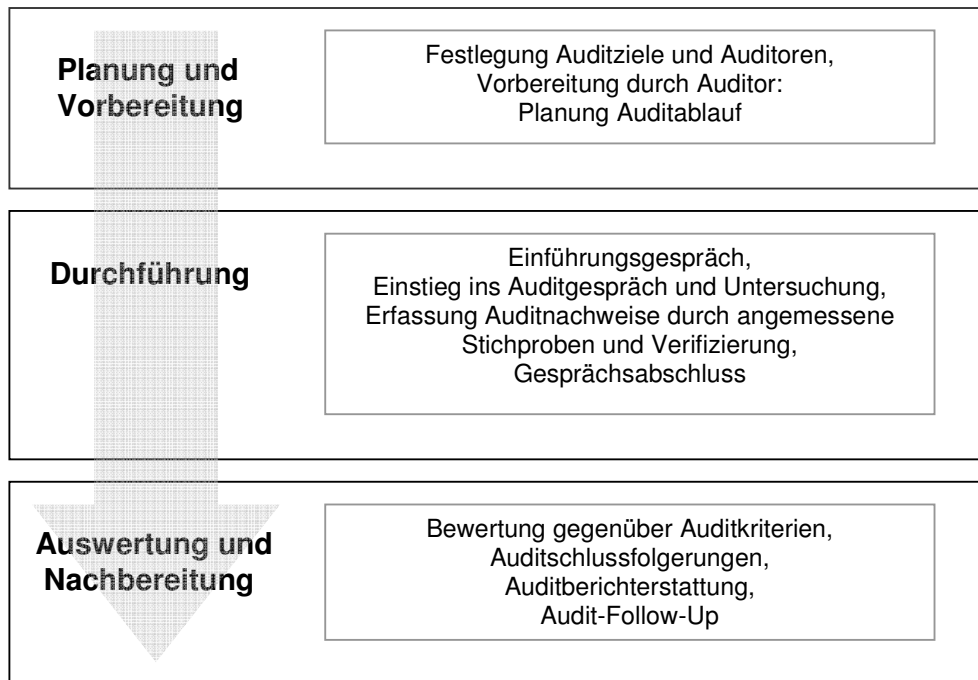 Planung und
Vorbereitung
Festlegung Auditziele und Auditoren,
Vorbereitung durch Auditor:
Planung Auditablauf
Durchführung
Einführungsgespräch,
Einstieg ins Auditgespräch und Untersuchung,
Erfassung Auditnachweise durch angemessene
Stichproben und Verifizierung,
Gesprächsabschluss
Auswertung und
Nachbereitung
Bewertung gegenüber Auditkriterien,
Auditschlussfolgerungen,
Auditberichterstattung,
Audit-Follow-Up